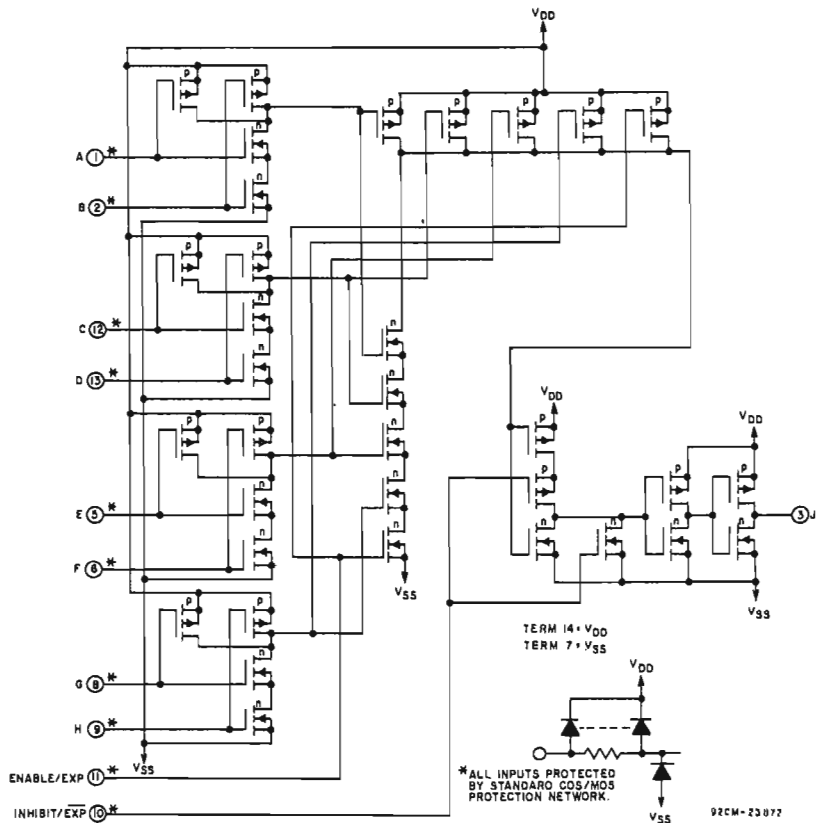 VDD
p p
p p p p p
A 1 *
n
B 2 *
n
p p
C 12 *
n
D 13 *
n
n
n
p p
n
VDD
VDD
p
E 5 *
n
n
p
p p
3 J
F 6 *
n
n
n n n n
VSS
VSS
p p
TERM 14 = VDD
TERM 7 = VSS
G 8 *
n
VDD
H 9 *
n
VSS
ENABLE/EXP 11 *
*ALL INPUTS PROTECTED
BY STANDARD COS/MOS
PROTECTION NETWORK.
INHIBIT/EXP 10 *
VSS
92CM-23872